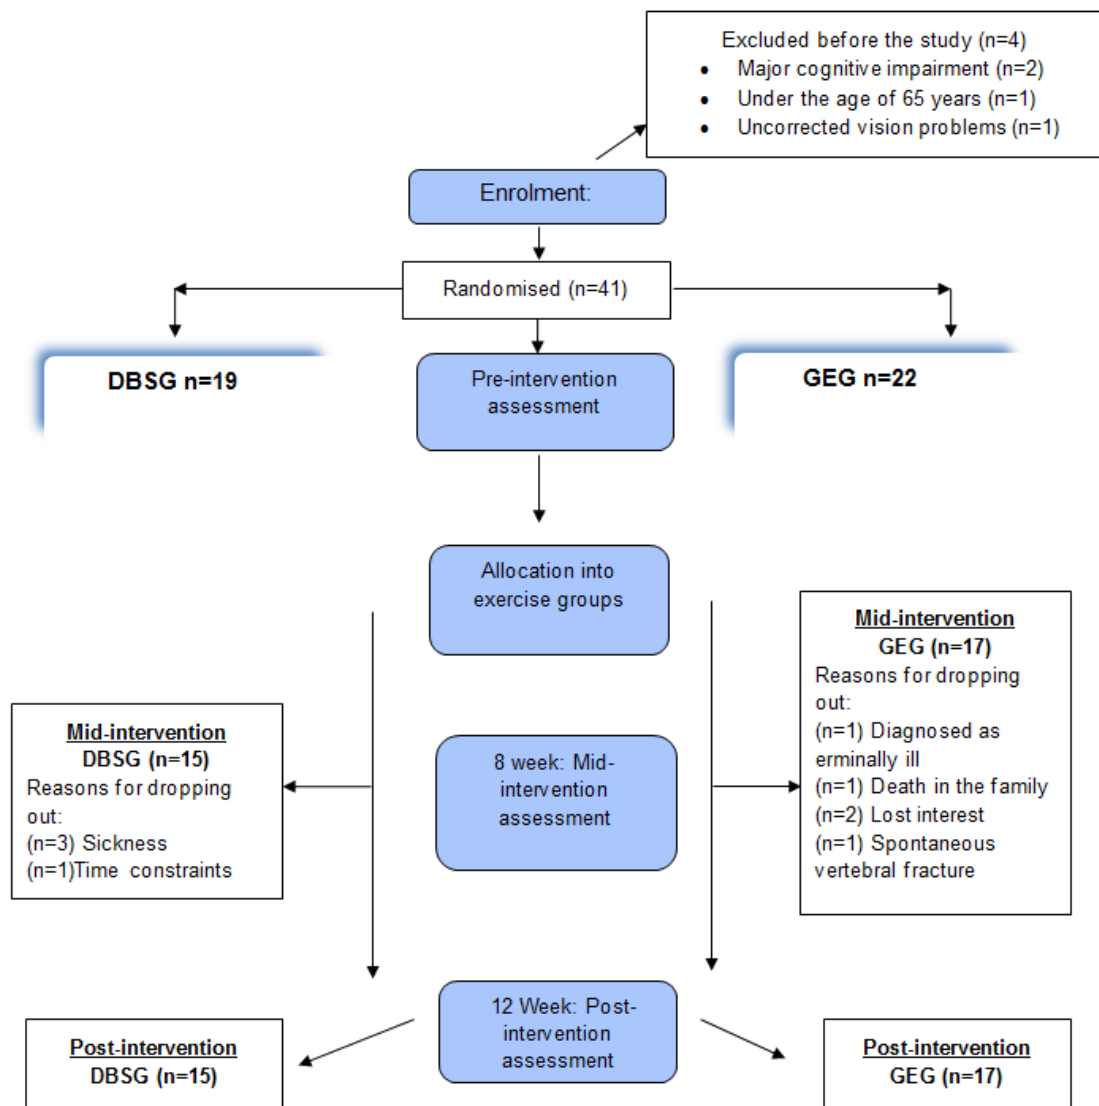 Excluded before the study (n=4)
• Major cognitive impairment (n=2)
• Under the age of 65 years (n=1)
• Uncorrected vision problems (n=1)
Enrolment:
Randomised (n=41)
DBSG n=19
Pre-intervention
assessment
GEG n=22
Allocation into
exercise groups
Mid-intervention
GEG (n=17)
Reasons for dropping
out:
(n=1) Diagnosed as
erminally ill
(n=1) Death in the family
(n=2) Lost interest
(n=1) Spontaneous
vertebral fracture
Mid-intervention
DBSG (n=15)
Reasons for dropping
out:
(n=3) Sickness
(n=1)Time constraints
8 week: Mid-
intervention
assessment
12 Week: Post-
intervention
assessment
Post-intervention
DBSG (n=15)
Post-intervention
GEG (n=17)